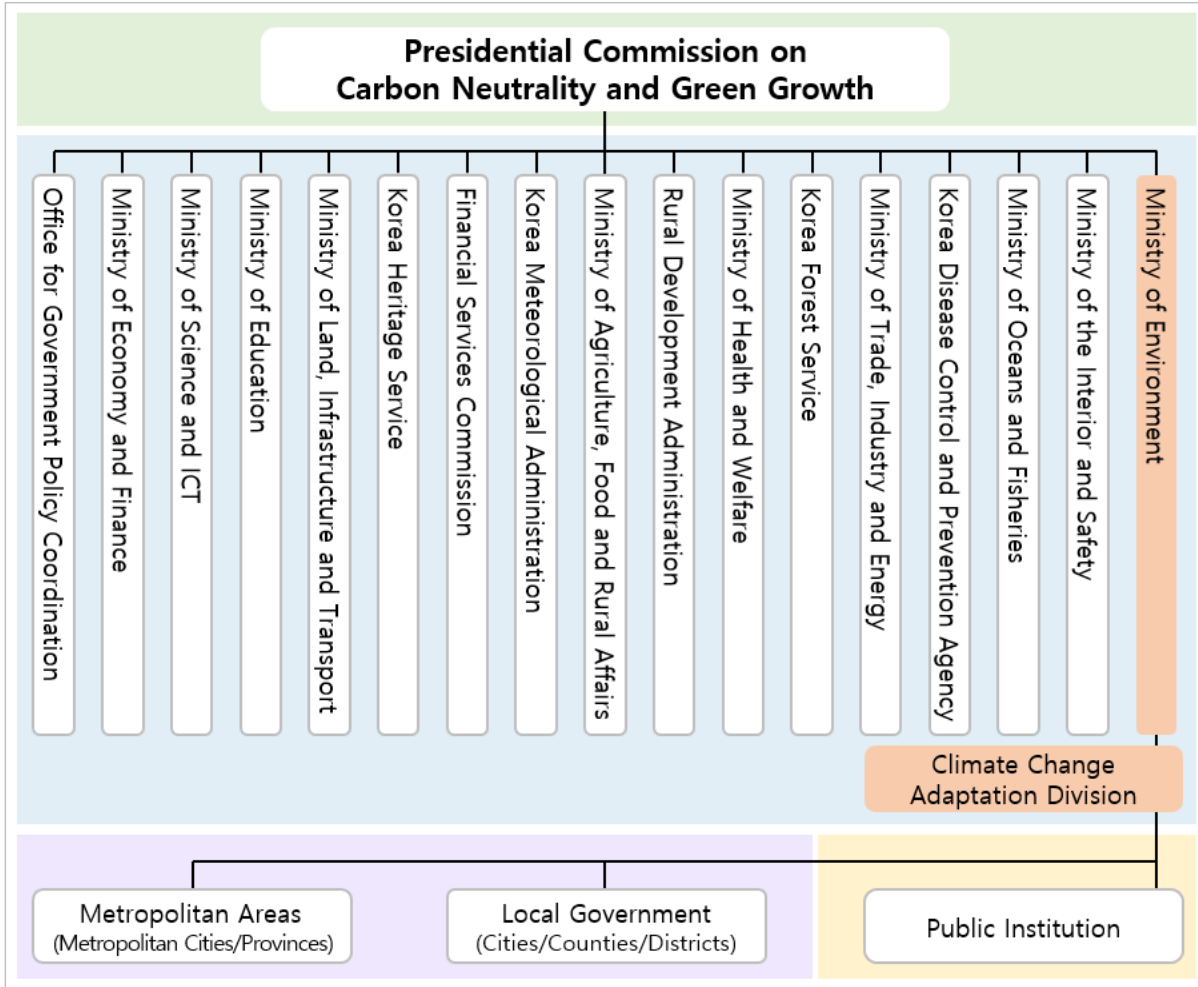 Presidential Commission on
Carbon Neutrality and Green Growth
Office for Government Policy Coordination
Ministry of Economy and Finance
Ministry of Science and ICT
Ministry of Education
Ministry of Land, Infrastructure and Transport
Korea Heritage Service
Financial Services Commission
Korea Meteorological Administration
Ministry of Agriculture, Food and Rural Affairs
Rural Development Administration
Ministry of Health and Welfare
Korea Forest Service
Ministry of Trade, Industry and Energy
Korea Disease Control and Prevention Agency
Ministry of Oceans and Fisheries
Ministry of the Interior and Safety
Ministry of Environment
Climate Change
Adaptation Division
Metropolitan Areas
(Metropolitan Cities/Provinces)
Local Government
(Cities/Counties/Districts)
Public Institution